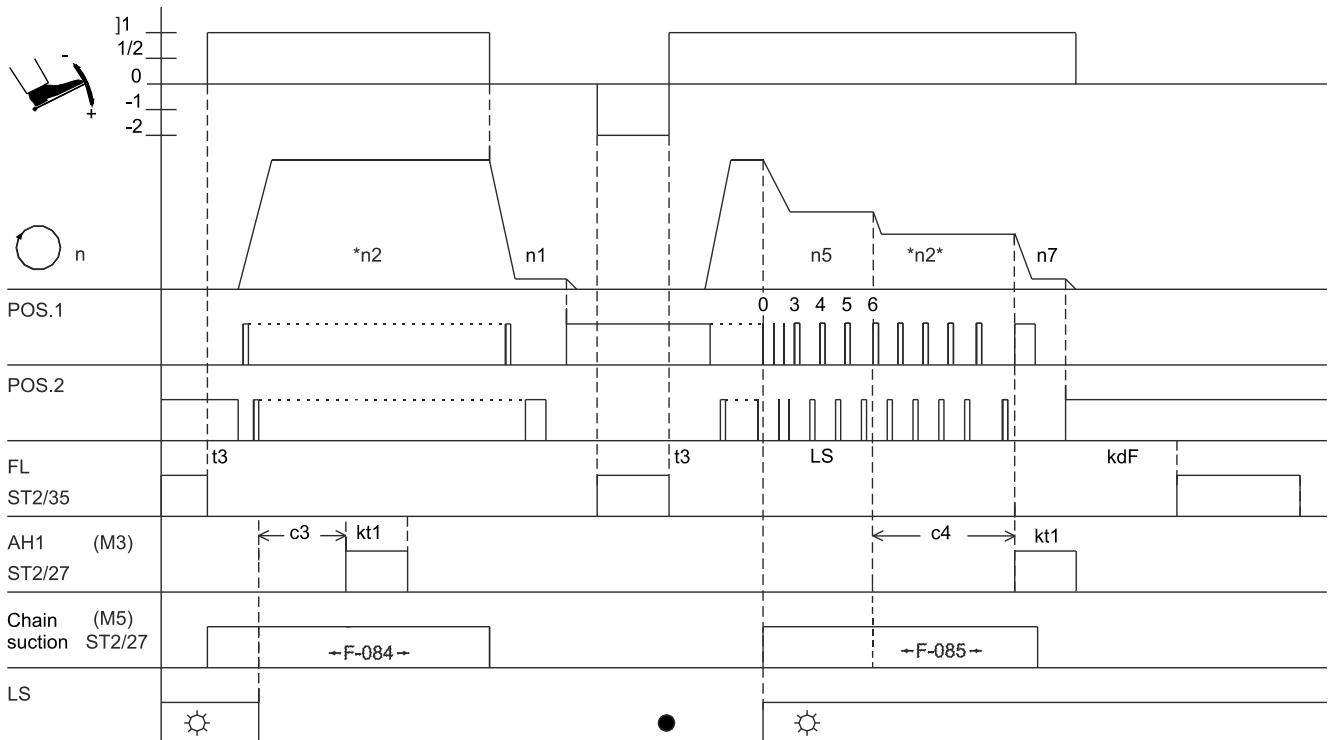 ]1
1/2
0
-1
-2
-
+
n
*n2
n1
n5
*n2*
n7
POS.1
0 3 4 5 6
POS.2
FL
ST2/35
t3
t3
LS
kdF
AH1 (M3)
ST2/27
c3
kt1
c4
kt1
Chain (M5)
suction ST2/27
F-084
F-085
LS